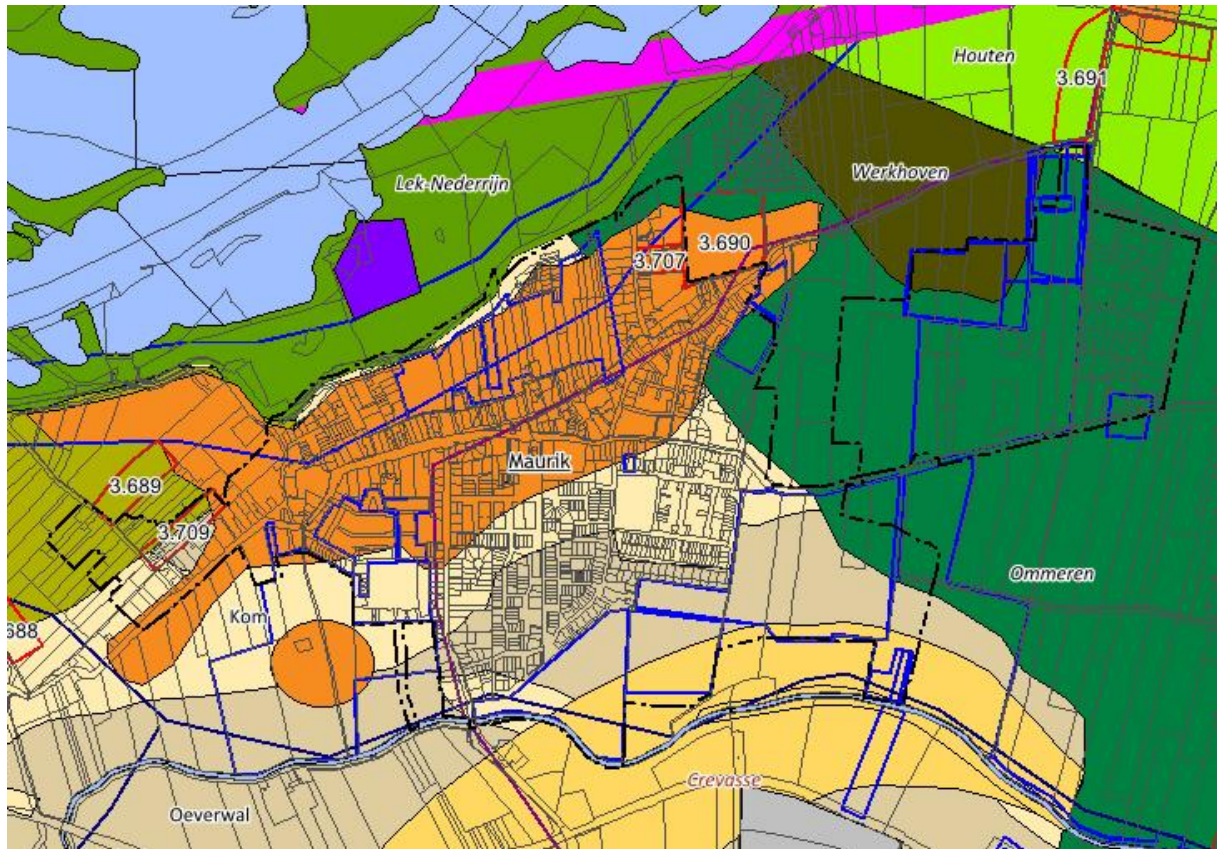 Houten
3.691
Werkhoven
Lek-Nederrijn
3.690
3.707
Maurik
3.689
3.709
Ommeren
Kom
688
Crevasse
Oeverwal